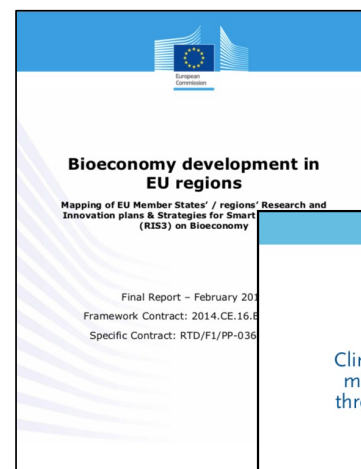 European
Commission
Bioeconomy development in
EU regions
Mapping of EU Member States' / regions' Research and
Innovation plans & Strategies for Smart
(RIS3) on Bioeconomy
Final Report – February 201
Framework Contract: 2014.CE.16.
Specific Contract: RTD/F1/PP-036